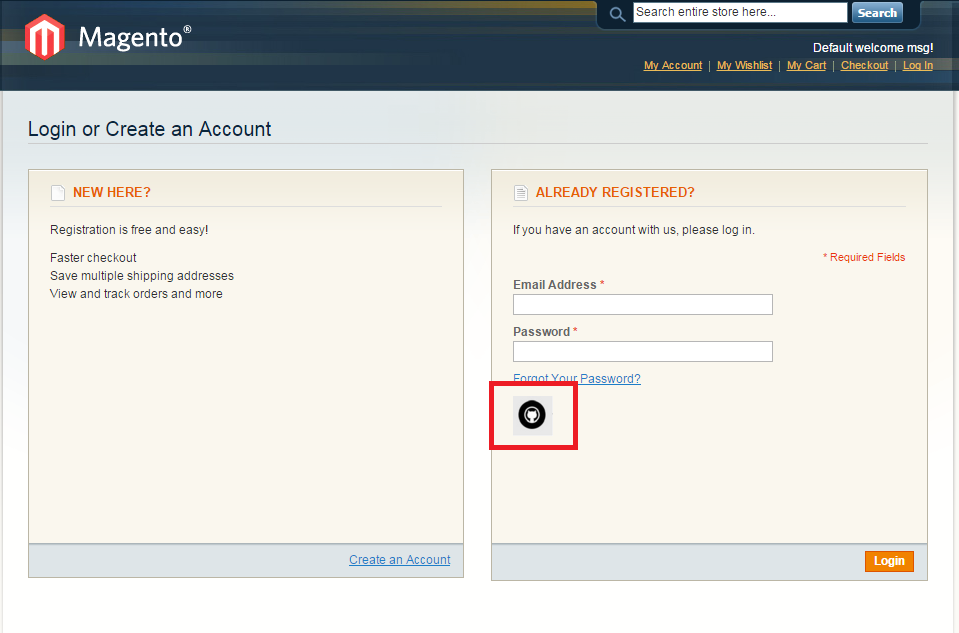 Search entire store here...
Search
Magento®
Default welcome msg!
My Account | My Wishlist | My Cart | Checkout | Log In
Login or Create an Account
NEW HERE?
Registration is free and easy!
Faster checkout
Save multiple shipping addresses
View and track orders and more
Create an Account
ALREADY REGISTERED?
If you have an account with us, please log in.
* Required Fields
Email Address *
Password *
Forgot Your Password?
Login